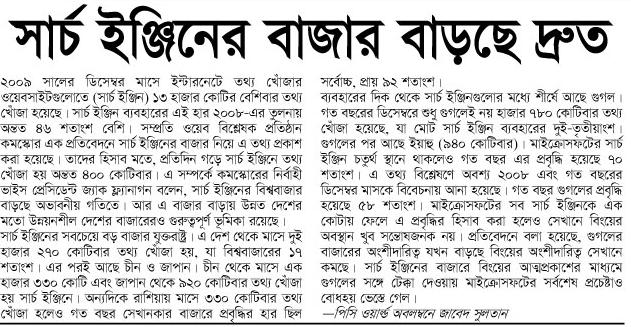 সার্চ ইঞ্জিনের বাজার বাড়ছে দ্রুত
২০০৯ সালের ডিসেম্বর মাসে ইন্টারনেটে তথ্য খোঁজার
ওয়েবসাইটগুলোতে (সার্চ ইঞ্জিন) ১৩ হাজার কোটির বেশিবার তথ্য
খোঁজা হয়েছে। সার্চ ইঞ্জিন ব্যবহারের এই হার ২০০৮-এর তুলনায়
অন্তত ৪৬ শতাংশ বেশি। সম্প্রতি ওয়েব বিশ্লেষক প্রতিষ্ঠান
কমস্কোর এক প্রতিবেদনে সার্চ ইঞ্জিনের বাজার নিয়ে এ তথ্য প্রকাশ
করা হয়েছে। তাদের হিসাব মতে, প্রতিদিন গড়ে সার্চ ইঞ্জিনে তথ্য
খোঁজা হয় অন্তত ৪০০ কোটিবার। এ সম্পর্কে কমস্কোরের নির্বাহী
ভাইস প্রেসিডেন্ট জ্যাক ফ্ল্যানাগন বলেন, সার্চ ইঞ্জিনের বিশ্ববাজার
বাড়ছে অভাবনীয় গতিতে। আর এ বাজার বাড়ায় উন্নত দেশের
মতো উন্নয়নশীল দেশের বাজারেরও গুরুত্বপূর্ণ ভূমিকা রয়েছে।
সার্চ ইঞ্জিনের সবচেয়ে বড় বাজার যুক্তরাষ্ট্র। এ দেশ থেকে মাসে দুই
হাজার ২৭০ কোটিবার তথ্য খোঁজা হয়, যা বিশ্ববাজারের ১৭
শতাংশ। এর পরই আছে চীন ও জাপান। চীন থেকে মাসে এক
হাজার ৩৩০ কোটি এবং জাপান থেকে ৯২০ কোটিবার তথ্য খোঁজা
হয় সার্চ ইঞ্জিনে। অন্যদিকে রাশিয়ায় মাসে ৩৩০ কোটিবার তথ্য
খোঁজা হলেও গত বছর সেখানকার বাজারে প্রবৃদ্ধির হার ছিল
সর্বোচ্চ, প্রায় ৯২ শতাংশ।
ব্যবহারের দিক থেকে সার্চ ইঞ্জিনগুলোর মধ্যে শীর্ষে আছে গুগল।
গত বছরের ডিসেম্বরে শুধু গুগলেই নয় হাজার ৭৮০ কোটিবার তথ্য
খোঁজা হয়েছে, যা মোট সার্চ ইঞ্জিন ব্যবহারের দুই-তৃতীয়াংশ।
গুগলের পর আছে ইয়াহু (৯৪০ কোটিবার)। মাইক্রোসফটের সার্চ
ইঞ্জিন চতুর্থ স্থানে থাকলেও গত বছর এর প্রবৃদ্ধি হয়েছে ৭০
শতাংশ। এ তথ্য বিশ্লেষণে অবশ্য ২০০৮ এবং গত বছরের
ডিসেম্বর মাসকে বিবেচনায় আনা হয়েছে। গত বছর গুগলের প্রবৃদ্ধি
হয়েছে ৫৮ শতাংশ। মাইক্রোসফটের সব সার্চ ইঞ্জিনকে এক
কোটায় ফেলে এ প্রবৃদ্ধির হিসাব করা হলেও সেখানে বিংয়ের
অবস্থান খুব সন্তোষজনক নয়। প্রতিবেদনে বলা হয়েছে, গুগলের
বাজারের অংশীদারিত্ব যখন বাড়ছে বিংয়ের অংশীদারিত্ব সেখানে
কমছে। সার্চ ইঞ্জিনের বাজারে বিংয়ের আত্মপ্রকাশের মাধ্যমে
গুগলের সঙ্গে টেক্কা দেওয়ায় মাইক্রোসফটের সর্বশেষ প্রচেষ্টাও
বোধহয় ভেস্তে গেল।
—পিসি ওয়ার্ল্ড অবলম্বনে জাবেদ সুলতান